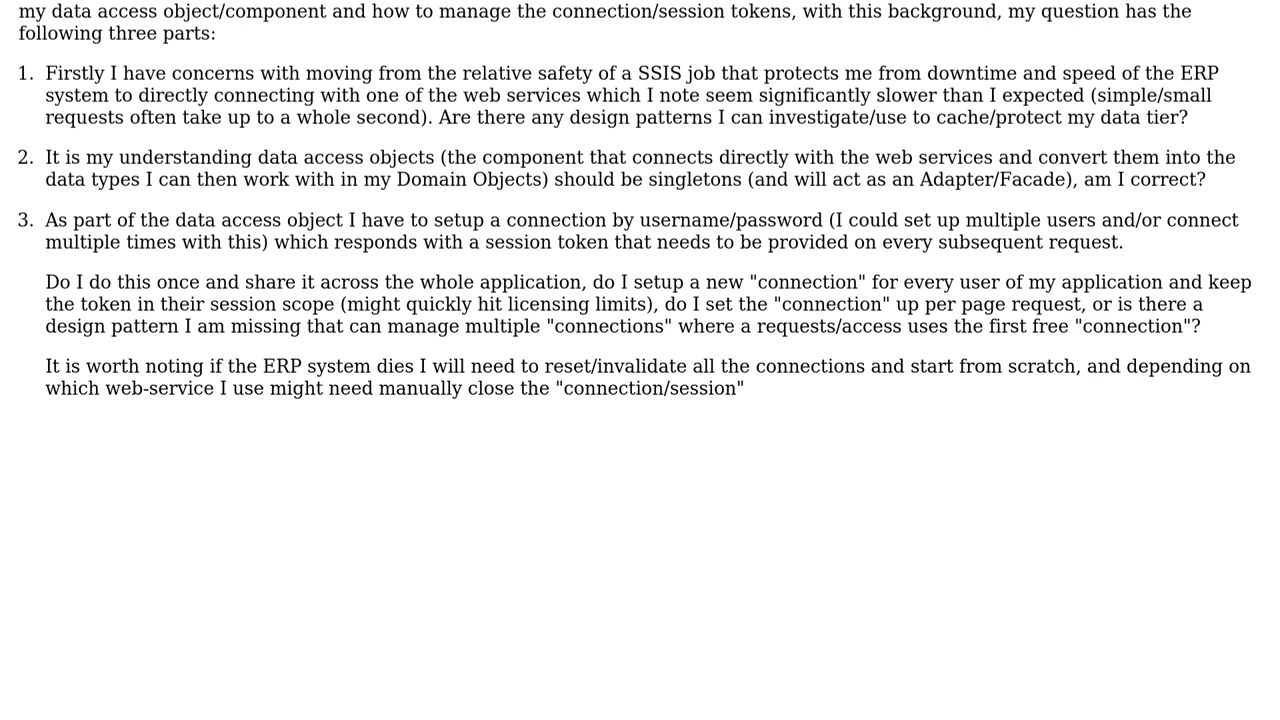 my data access object/component and how to manage the connection/session tokens, with this background, my question has the
following three parts:
1. Firstly I have concerns with moving from the relative safety of a SSIS job that protects me from downtime and speed of the ERP
system to directly connecting with one of the web services which I note seem significantly slower than I expected (simple/small
requests often take up to a whole second). Are there any design patterns I can investigate/use to cache/protect my data tier?
2. It is my understanding data access objects (the component that connects directly with the web services and convert them into the
data types I can then work with in my Domain Objects) should be singletons (and will act as an Adapter/Facade), am I correct?
3. As part of the data access object I have to setup a connection by username/password (I could set up multiple users and/or connect
multiple times with this) which responds with a session token that needs to be provided on every subsequent request.
Do I do this once and share it across the whole application, do I setup a new "connection" for every user of my application and keep
the token in their session scope (might quickly hit licensing limits), do I set the "connection" up per page request, or is there a
design pattern I am missing that can manage multiple "connections" where a requests/access uses the first free "connection"?
It is worth noting if the ERP system dies I will need to reset/invalidate all the connections and start from scratch, and depending on
which web-service I use might need manually close the "connection/session"